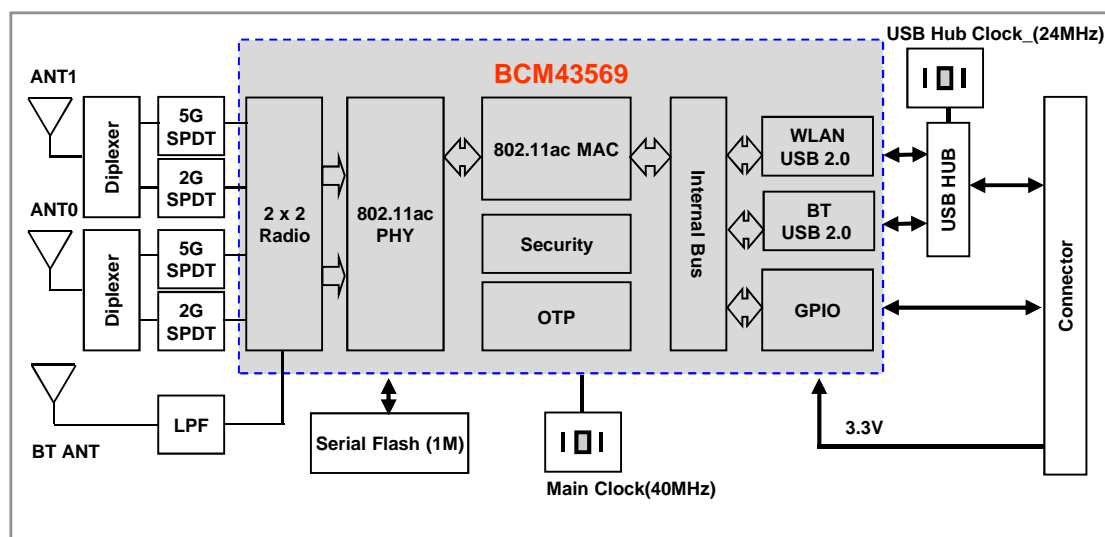 USB Hub Clock_(24MHz)
BCM43569
ANT1
Diplexer
5G
SPDT
2G
SPDT
ANT0
Diplexer
5G
SPDT
2G
SPDT
BT ANT
LPF
2 x 2
Radio
802.11ac
PHY
802.11ac MAC
Security
OTP
Internal Bus
WLAN
USB 2.0
BT
USB 2.0
GPIO
USB HUB
Connector
3.3V
Serial Flash (1M)
Main Clock(40MHz)